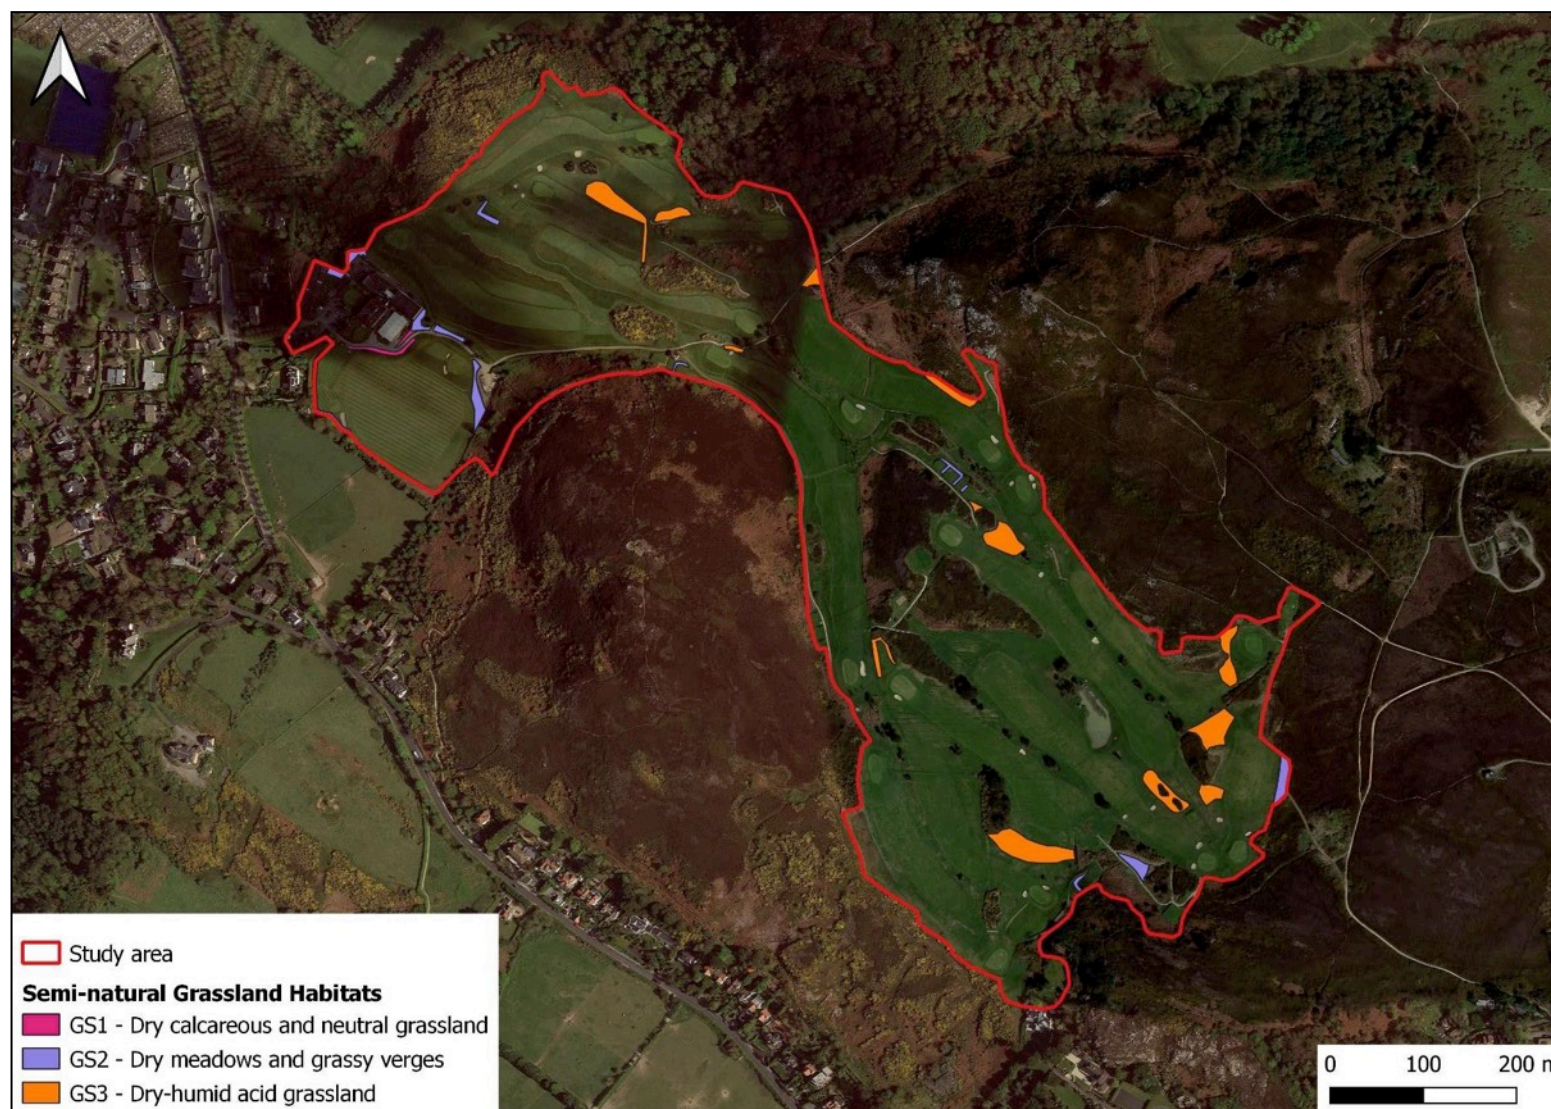 Study area
Semi-natural Grassland Habitats
GS1 - Dry calcareous and neutral grassland
GS2 - Dry meadows and grassy verges
GS3 - Dry-humid acid grassland
0 100 200 m